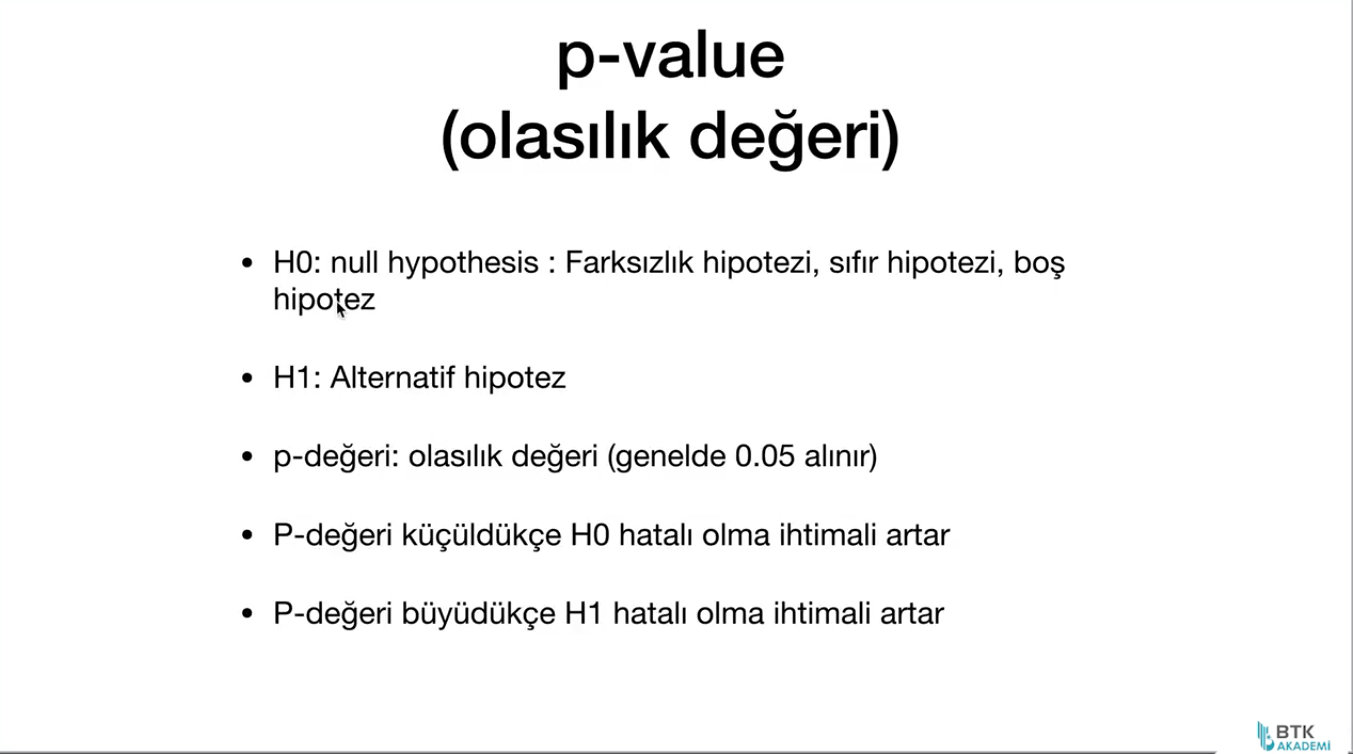 p-value
(olasılık değeri)
• H0: null hypothesis : Farksızlık hipotezi, sıfır hipotezi, boş
hipotez
• H1: Alternatif hipotez
• p-değeri: olasılık değeri (genelde 0.05 alınır)
• P-değeri küçüldükçe H0 hatalı olma ihtimali artar
• P-değeri büyüdükçe H1 hatalı olma ihtimali artar
BTK
AKADEMİ